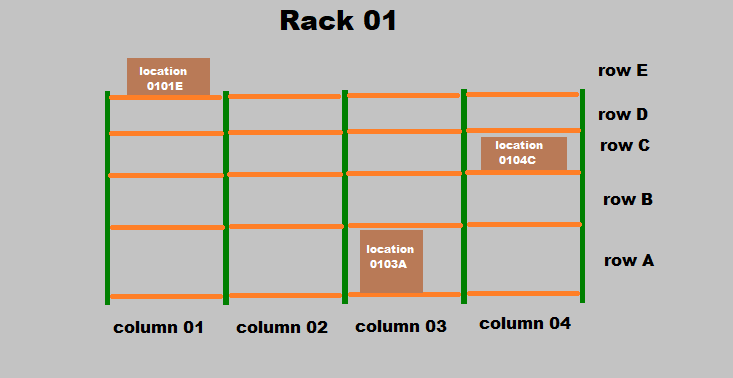 Rack 01
location
0101E
row E
row D
location
0104C
row C
row B
location
0103A
row A
column 01
column 02
column 03
column 04